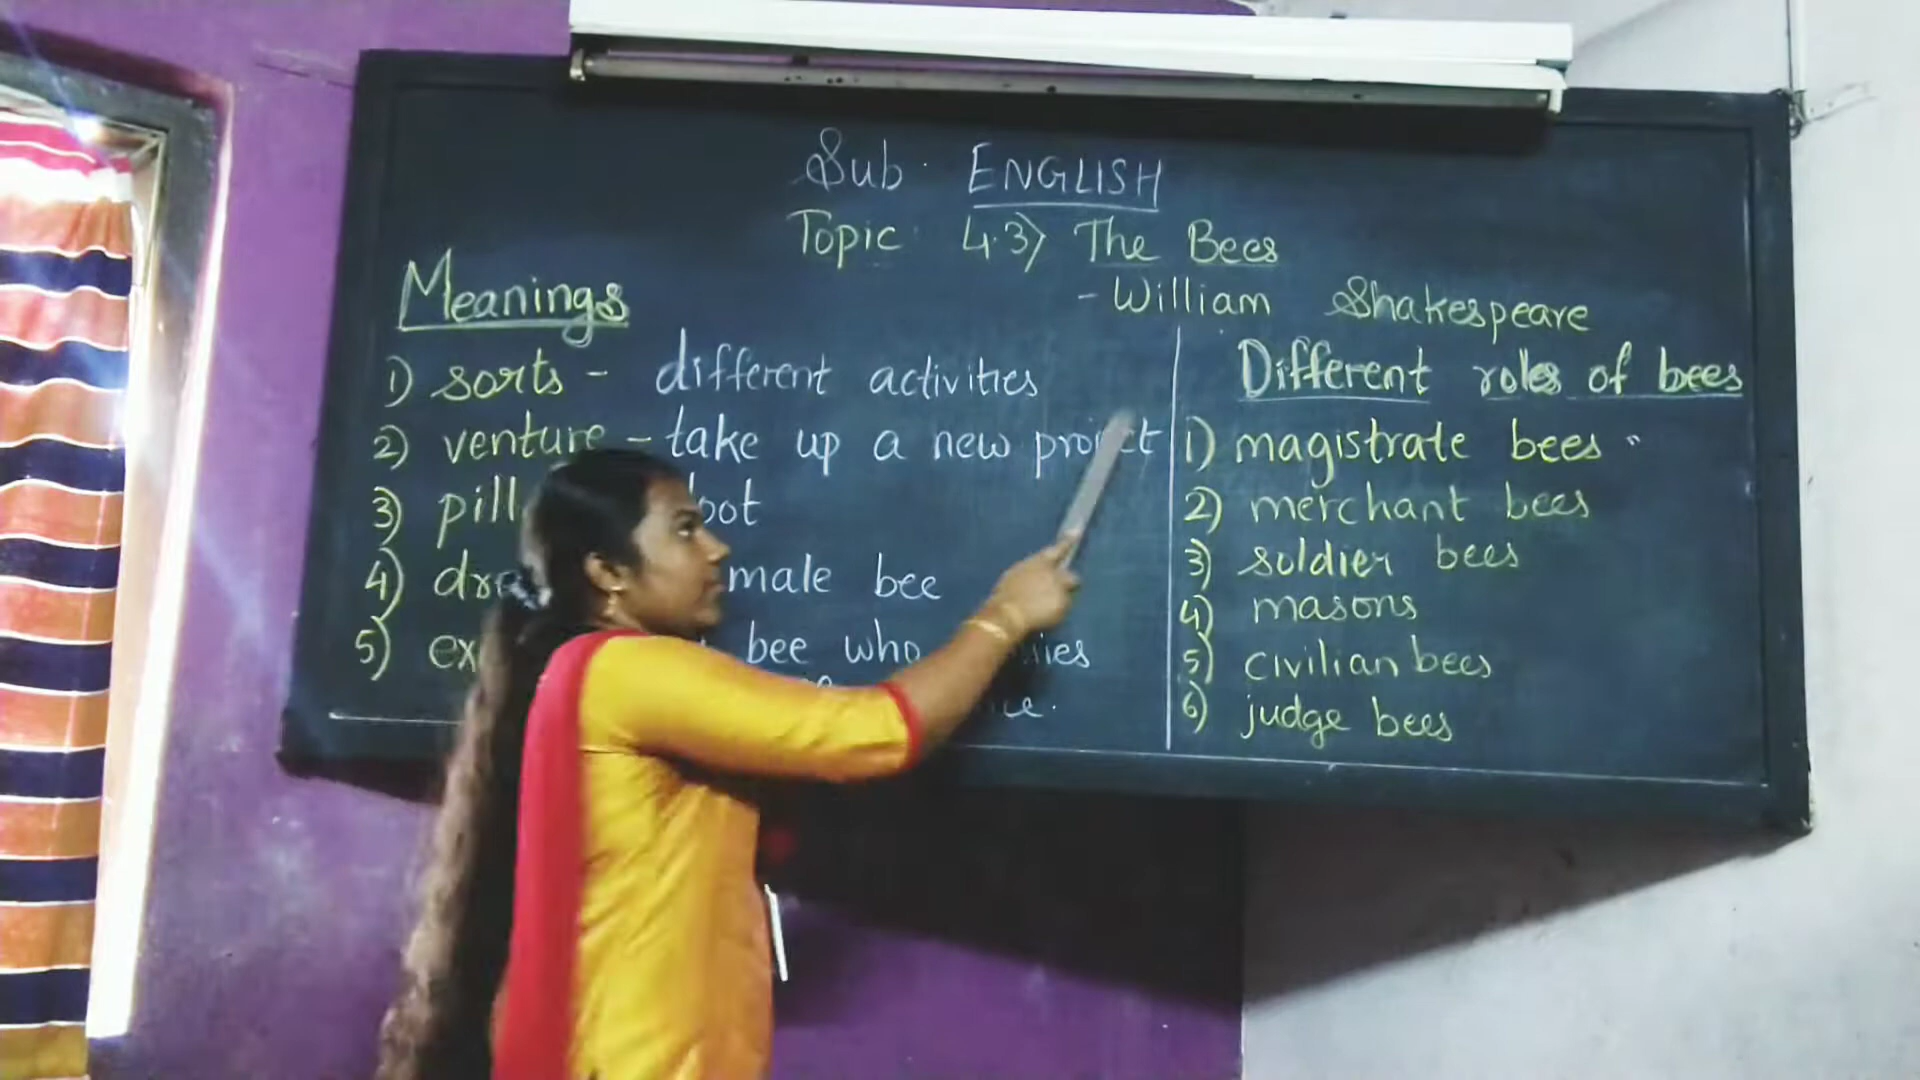 Sub. ENGLISH
Topic 4.3) The Bees
- William Shakespeare
Meanings
1) sorts - different activities
2) venture - take up a new project
3)
4) male bee
5) bee who
Different roles of bees
1) magistrate bees
2) merchant bees
3) soldier bees
4) masons
5) civilian bees
6) judge bees